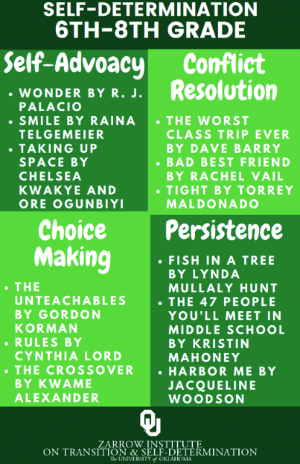 SELF-DETERMINATION
6TH-8TH GRADE
Self-Advocacy
• WONDER BY R. J.
PALACIO
• SMILE BY RAINA
TELGEMEIER
• TAKING UP
SPACE BY
CHELSEA
KWAKYE AND
ORE OGUNBIYI
Conflict
Resolution
• THE WORST
CLASS TRIP EVER
BY DAVE BARRY
• BAD BEST FRIEND
BY RACHEL VAIL
• TIGHT BY TORREY
MALDONADO
Choice
Making
• THE
UNTEACHABLES
BY GORDON
KORMAN
• RULES BY
CYNTHIA LORD
• THE CROSSOVER
BY KWAME
ALEXANDER
Persistence
• FISH IN A TREE
BY LYNDA
MULLALY HUNT
• THE 47 PEOPLE
YOU'LL MEET IN
MIDDLE SCHOOL
BY KRISTIN
MAHONEY
• HARBOR ME BY
JACQUELINE
WOODSON
OU
ZARROW INSTITUTE
ON TRANSITION & SELF-DETERMINATION
The UNIVERSITY of OKLAHOMA